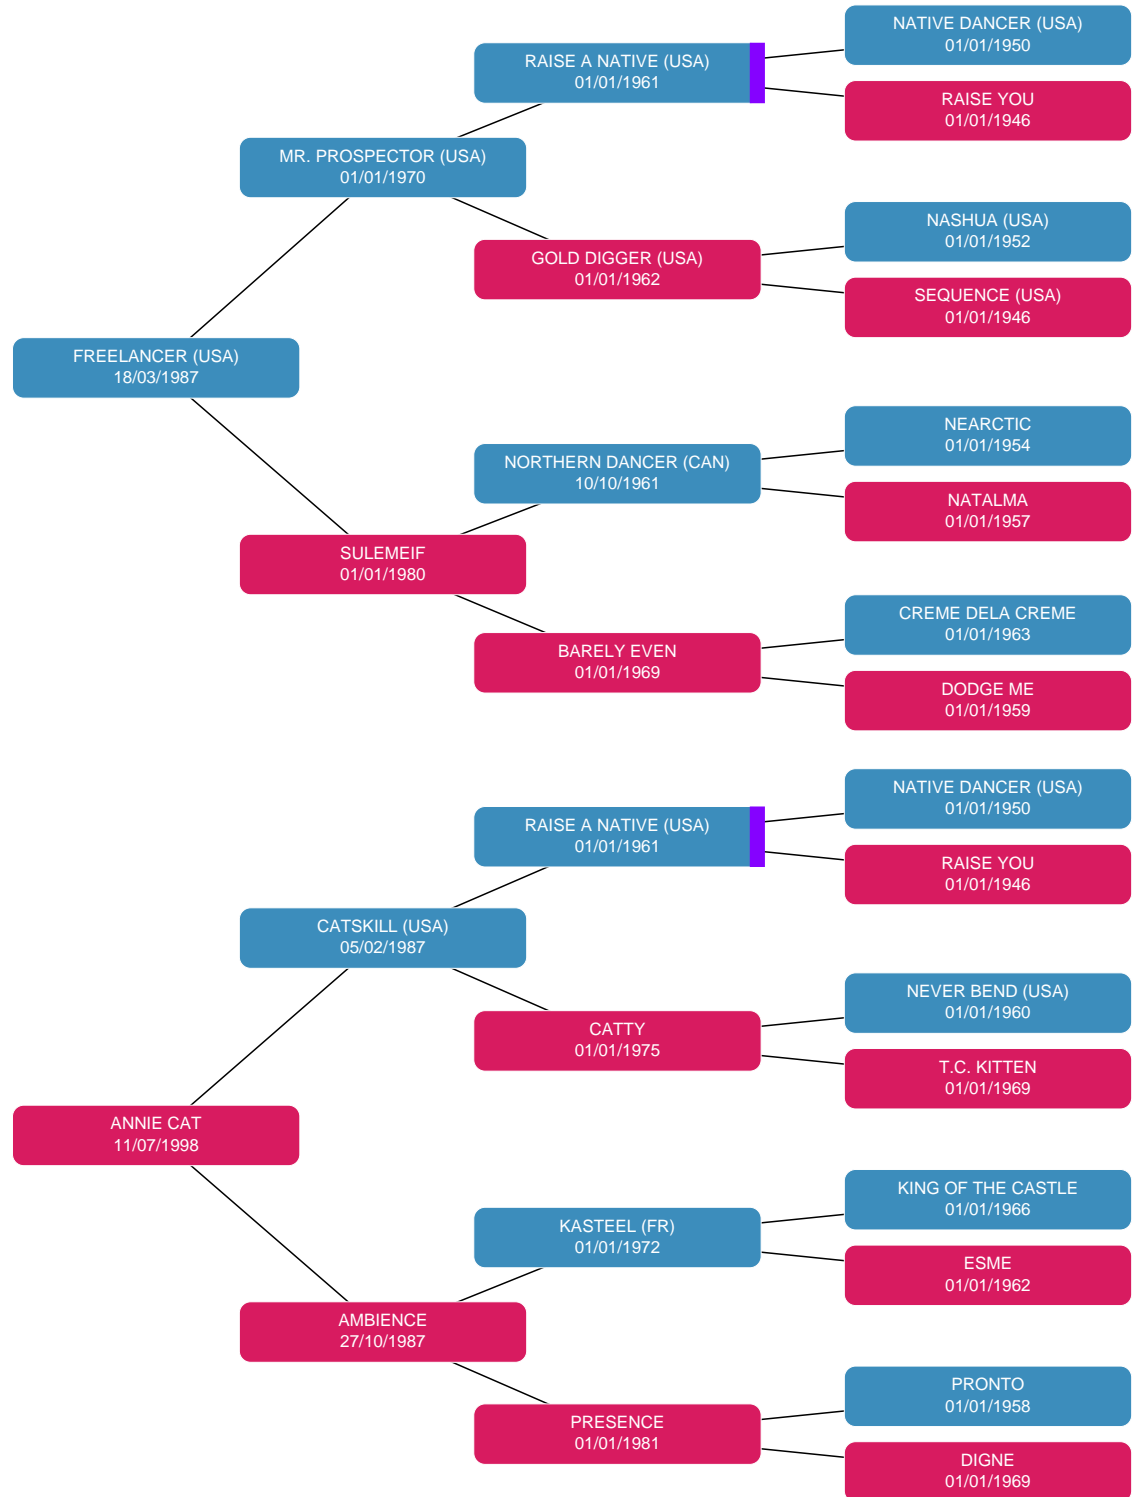 NATIVE DANCER (USA)
01/01/1950
RAISE A NATIVE (USA)
01/01/1961
RAISE YOU
01/01/1946
MR. PROSPECTOR (USA)
01/01/1970
NASHUA (USA)
01/01/1952
GOLD DIGGER (USA)
01/01/1962
SEQUENCE (USA)
01/01/1946
FREELANCER (USA)
18/03/1987
NEARCTIC
01/01/1954
NORTHERN DANCER (CAN)
10/10/1961
NATALMA
01/01/1957
SULEMEIF
01/01/1980
CREME DELA CREME
01/01/1963
BARELY EVEN
01/01/1969
DODGE ME
01/01/1959
NATIVE DANCER (USA)
01/01/1950
RAISE A NATIVE (USA)
01/01/1961
RAISE YOU
01/01/1946
CATSKILL (USA)
05/02/1987
NEVER BEND (USA)
01/01/1960
CATTY
01/01/1975
T.C. KITTEN
01/01/1969
ANNIE CAT
11/07/1998
KING OF THE CASTLE
01/01/1966
KASTEEL (FR)
01/01/1972
ESME
01/01/1962
AMBIENCE
27/10/1987
PRONTO
01/01/1958
PRESENCE
01/01/1981
DIGNE
01/01/1969